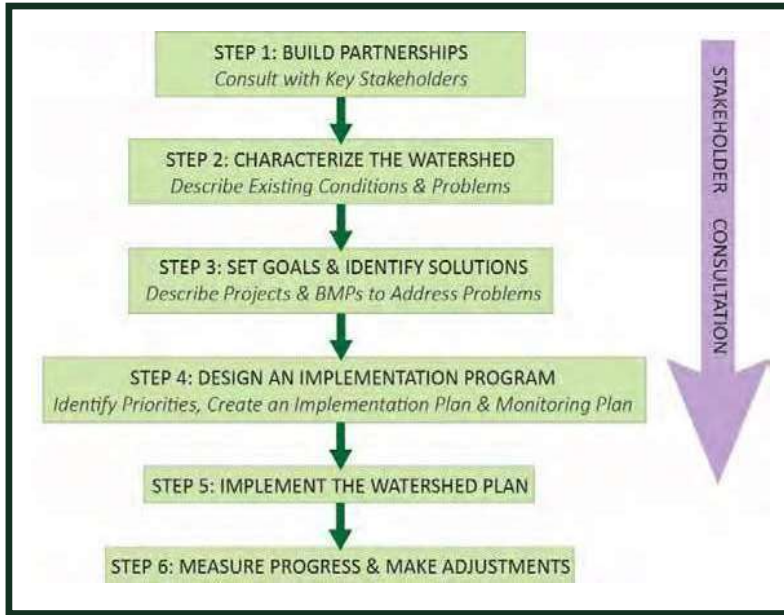 STEP 1: BUILD PARTNERSHIPS
Consult with Key Stakeholders
STEP 2: CHARACTERIZE THE WATERSHED
Describe Existing Conditions & Problems
STEP 3: SET GOALS & IDENTIFY SOLUTIONS
Describe Projects & BMPs to Address Problems
STEP 4: DESIGN AN IMPLEMENTATION PROGRAM
Identify Priorities, Create an Implementation Plan & Monitoring Plan
STEP 5: IMPLEMENT THE WATERSHED PLAN
STEP 6: MEASURE PROGRESS & MAKE ADJUSTMENTS
STAKEHOLDER CONSULTATION